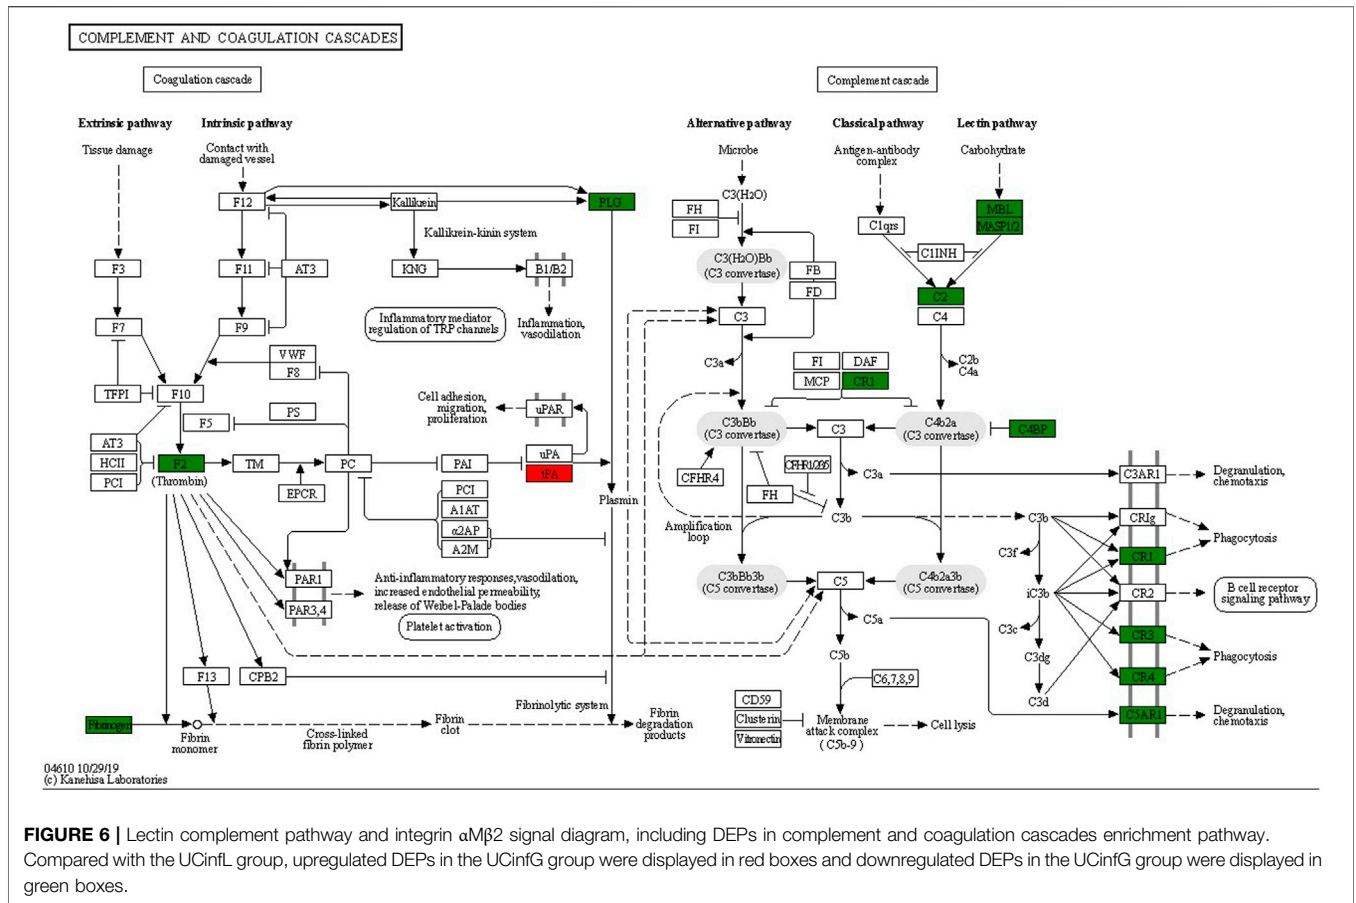 COMPLEMENT AND COAGULATION CASCADES
Coagulation cascade
Complement cascade
Extrinsic pathway
Intrinsic pathway
Alternative pathway
Classical pathway
Lectin pathway
Tissue damage
Contact with
damaged vessel
Microbe
Antigen-antibody
complex
Carbohydrate
F12
Kallikrein
PLG
C3(H2O)
FH
FI
C1qrs
MBL
MASP1/2
Kallikrein-kinin system
C1INH
F3
F11
AT3
KNG
B1/B2
C3(H2O)Bb
(C3 convertase)
FB
FD
C2
C4
F7
F9
Inflammatory mediator
regulation of TRP channels
Inflammation,
vasodilation
C3
VWF
F8
C3a
FI
DAF
MCP
CR1
C2b
C4a
TFPI
F10
PS
F5
Cell adhesion,
migration,
proliferation
uPAR
C3bBb
(C3 convertase)
C3
C4b2a
(C3 convertase)
C4BP
AT3
HCII
PCI
F2
(Thrombin)
TM
PC
PAI
uPA
tPA
EPCR
Plasmin
CFHR4
CFHR1/2/3/5
FH
C3a
C3AR1
Degranulation,
chemotaxis
PCI
A1AT
α2AP
A2M
Amplification
loop
C3b
C3b
CRIg
Phagocytosis
C3f
CR1
PAR1
PAR3,4
Anti-inflammatory responses,vasodilation,
increased endothelial permeability,
release of Weibel-Palade bodies
Platelet activation
C3bBb3b
(C5 convertase)
C5
C4b2a3b
(C5 convertase)
iC3b
CR2
B cell receptor
signaling pathway
C5a
C3c
CR3
C5b
C3dg
Phagocytosis
F13
CPB2
C6,7,8,9
CR4
C3d
Fibrinogen
Fibrin
monomer
Cross-linked
fibrin polymer
Fibrin
clot
Fibrinolytic system
Fibrin
degradation
products
CD59
Clusterin
Vitronectin
Membrane
attack complex
(C5b-9)
Cell lysis
C5AR1
Degranulation,
chemotaxis
04610 10/29/19
(c) Kanehisa Laboratories
FIGURE 6 | Lectin complement pathway and integrin αMβ2 signal diagram, including DEPs in complement and coagulation cascades enrichment pathway.
Compared with the UCinfL group, upregulated DEPs in the UCinfG group were displayed in red boxes and downregulated DEPs in the UCinfG group were displayed in
green boxes.